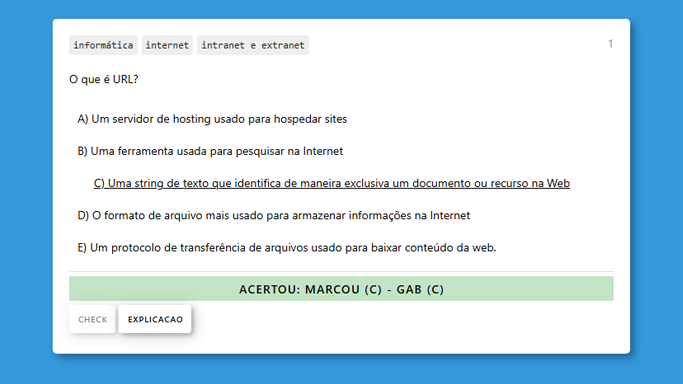 informática internet intranet e extranet 1
O que é URL?
A) Um servidor de hosting usado para hospedar sites
B) Uma ferramenta usada para pesquisar na Internet
C) Uma string de texto que identifica de maneira exclusiva um documento ou recurso na Web
D) O formato de arquivo mais usado para armazenar informações na Internet
E) Um protocolo de transferência de arquivos usado para baixar conteúdo da web.
ACERTOU: MARCOU (C) - GAB (C)
CHECK EXPLICACAO